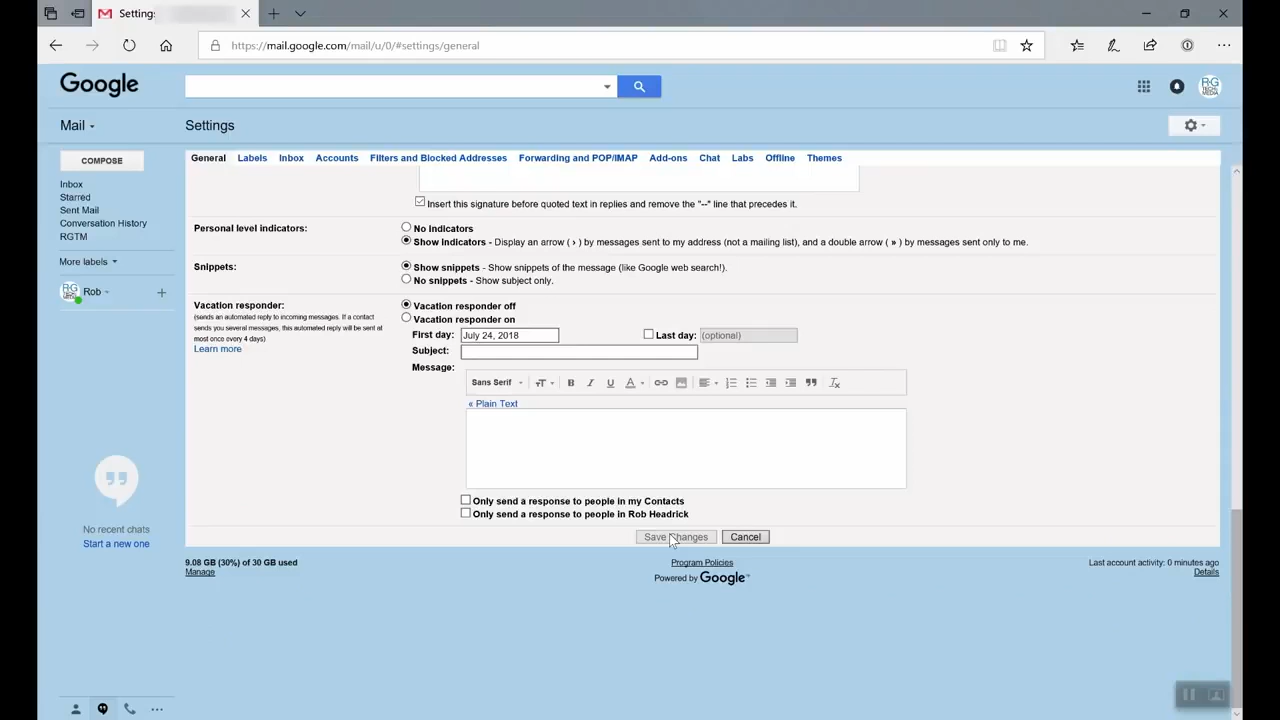 Settings
https://mail.google.com/mail/u/0/#settings/general
Google
RG TECH MEDIA
Mail
Settings
COMPOSE
General Labels Inbox Accounts Filters and Blocked Addresses Forwarding and POP/IMAP Add-ons Chat Labs Offline Themes
Inbox
Starred
Sent Mail
Conversation History
RGTM
More labels
Rob
Insert this signature before quoted text in replies and remove the "--" line that precedes it.
Personal level indicators:
No indicators
Show indicators - Display an arrow ( › ) by messages sent to my address (not a mailing list), and a double arrow ( » ) by messages sent only to me.
Snippets:
Show snippets - Show snippets of the message (like Google web search!).
No snippets - Show subject only.
Vacation responder:
(sends an automated reply to incoming messages. If a contact
sends you several messages, this automated reply will be sent at
most once every 4 days)
Learn more
Vacation responder off
Vacation responder on
First day: July 24, 2018 Last day: (optional)
Subject:
Message:
Sans Serif
« Plain Text
Only send a response to people in my Contacts
Only send a response to people in Rob Headrick
Save Changes Cancel
No recent chats
Start a new one
9.08 GB (30%) of 30 GB used
Manage
Program Policies
Powered by Google™
Last account activity: 0 minutes ago
Details